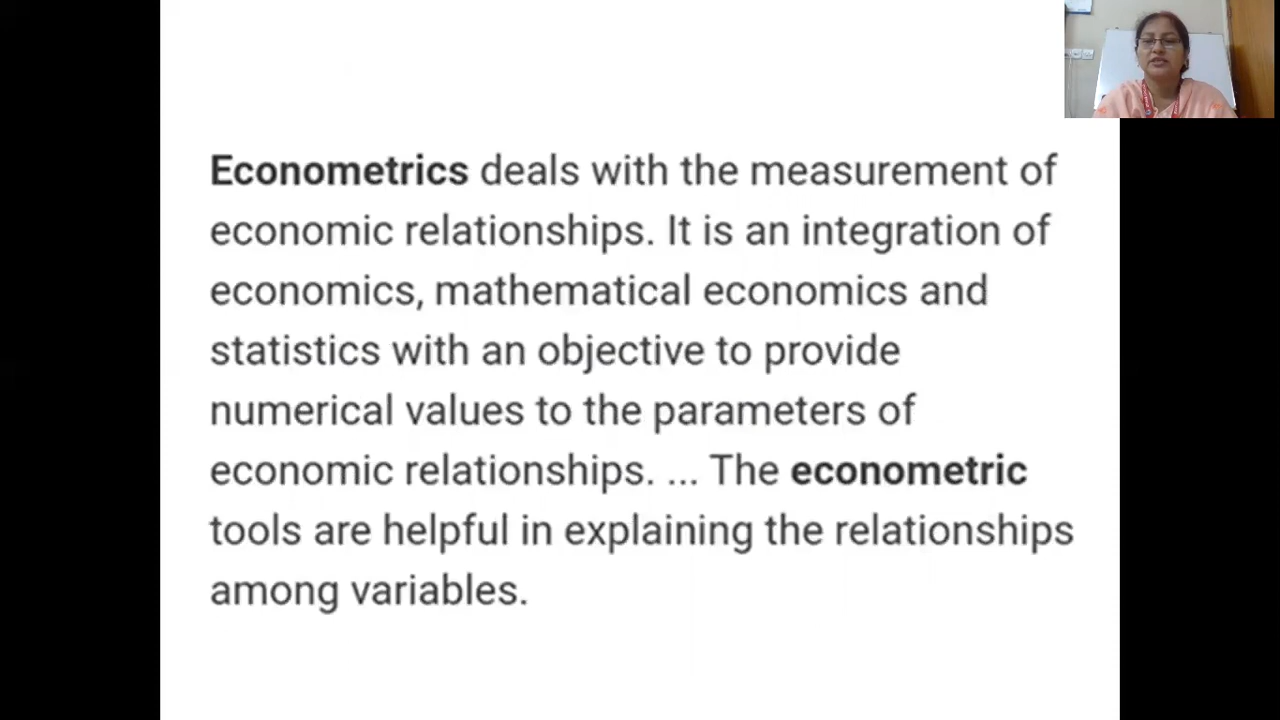 Econometrics deals with the measurement of
economic relationships. It is an integration of
economics, mathematical economics and
statistics with an objective to provide
numerical values to the parameters of
economic relationships. ... The econometric
tools are helpful in explaining the relationships
among variables.